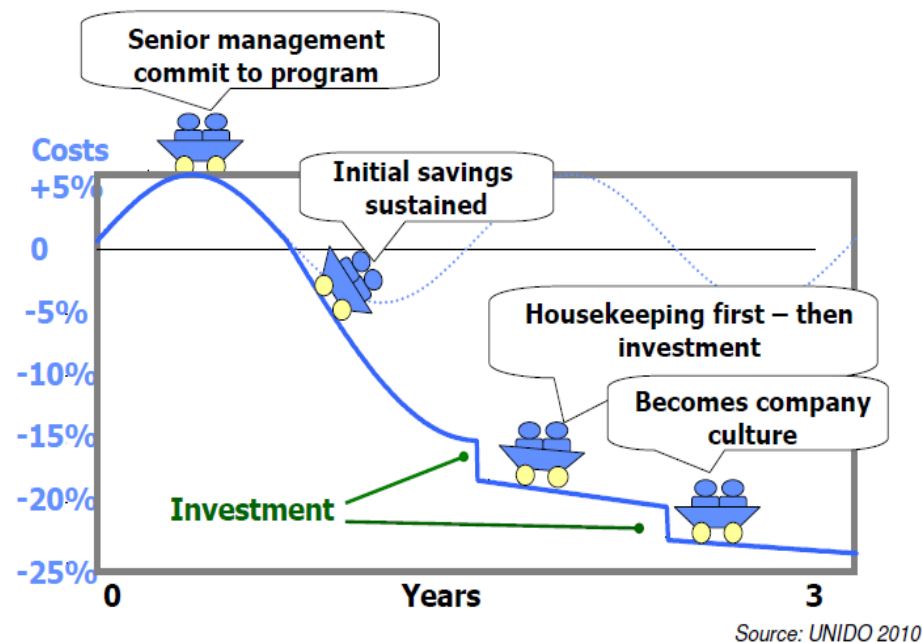 Senior management
commit to program
Costs
+5%
Initial savings
sustained
0
-5%
Housekeeping first – then
investment
-10%
Becomes company
culture
-15%
-20%
Investment
-25%
0 Years 3
Source: UNIDO 2010